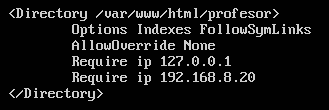 <Directory /var/www/html/profesor>
Options Indexes FollowSymLinks
AllowOverride None
Require ip 127.0.0.1
Require ip 192.168.8.20
</Directory>